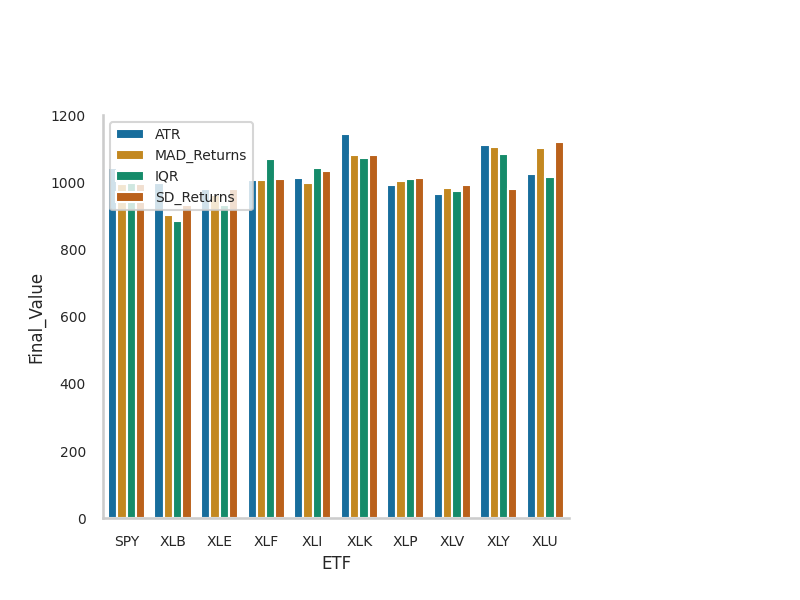 1200
1000
800
600
400
200
0
Final_Value
ATR
MAD_Returns
IQR
SD_Returns
SPY XLB XLE XLF XLI XLK XLP XLV XLY XLU
ETF